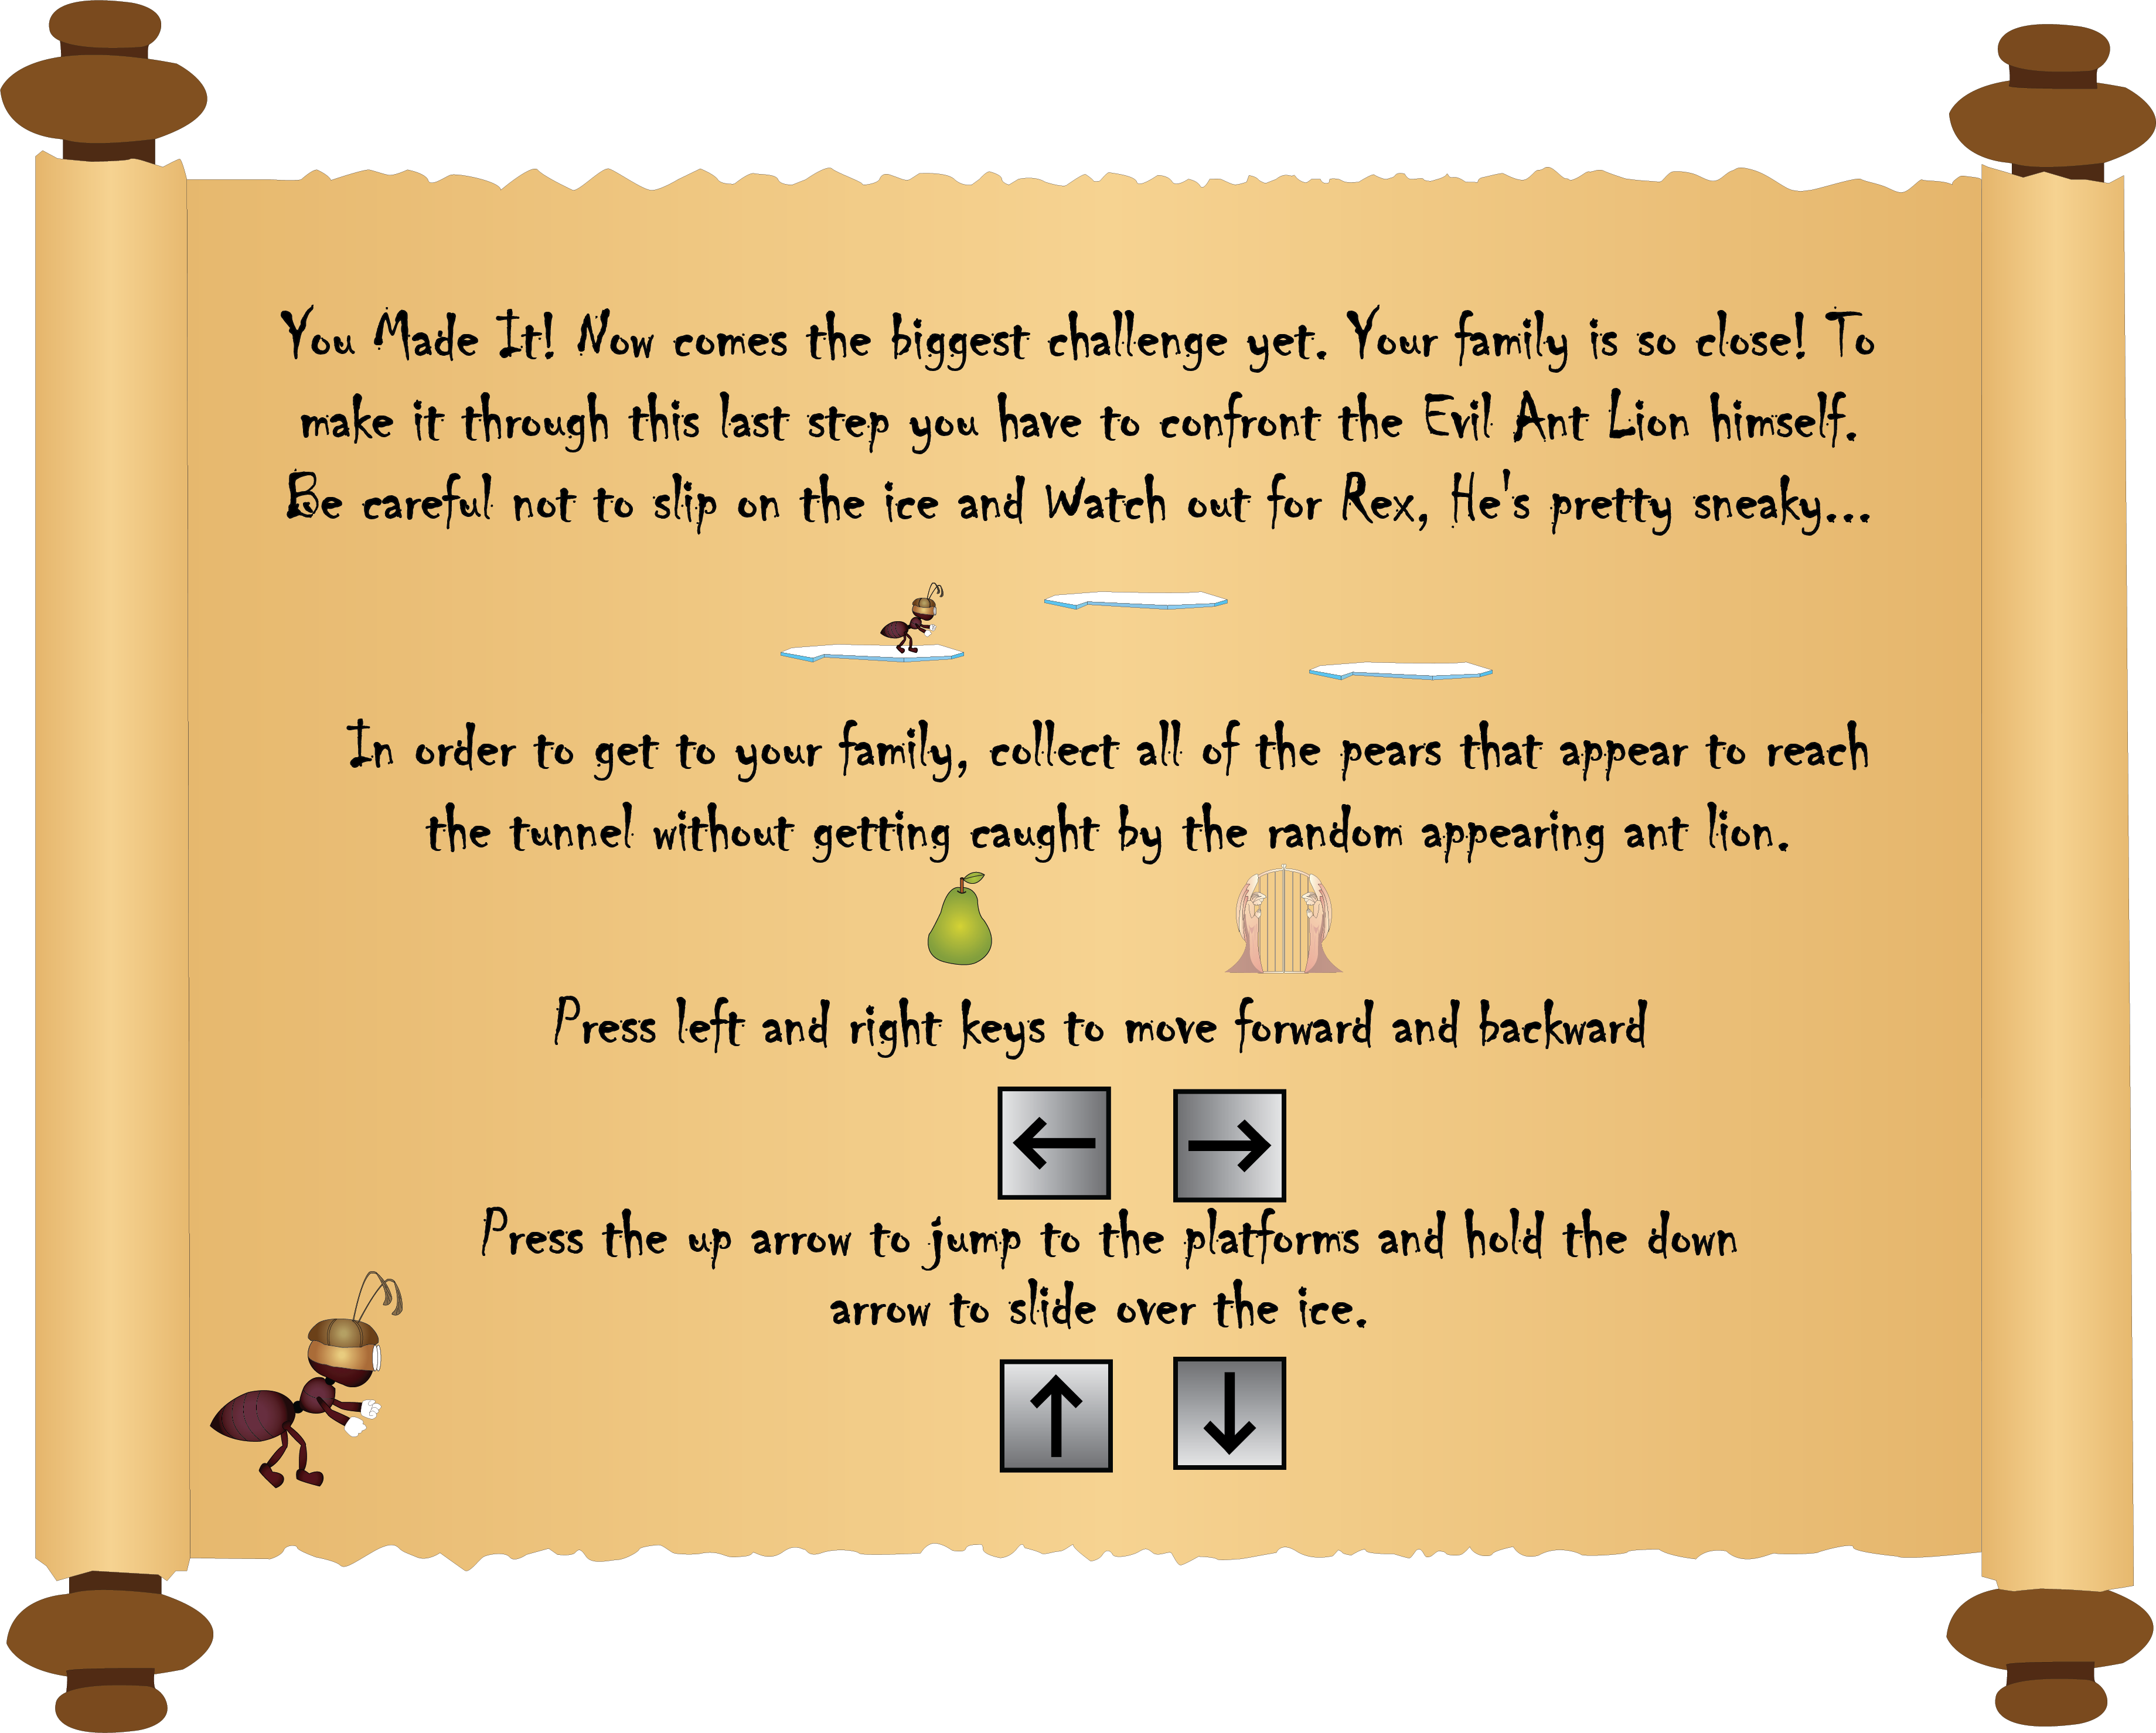 You Made It! Now comes the biggest challenge yet. Your family is so close! To
make it through this last step you have to confront the Evil Ant Lion himself.
Be careful not to slip on the ice and Watch out for Rex, He's pretty sneaky...
In order to get to your family, collect all of the pears that appear to reach
the tunnel without getting caught by the random appearing ant lion.
Press left and right keys to move forward and backward
Press the up arrow to jump to the platforms and hold the down
arrow to slide over the ice.